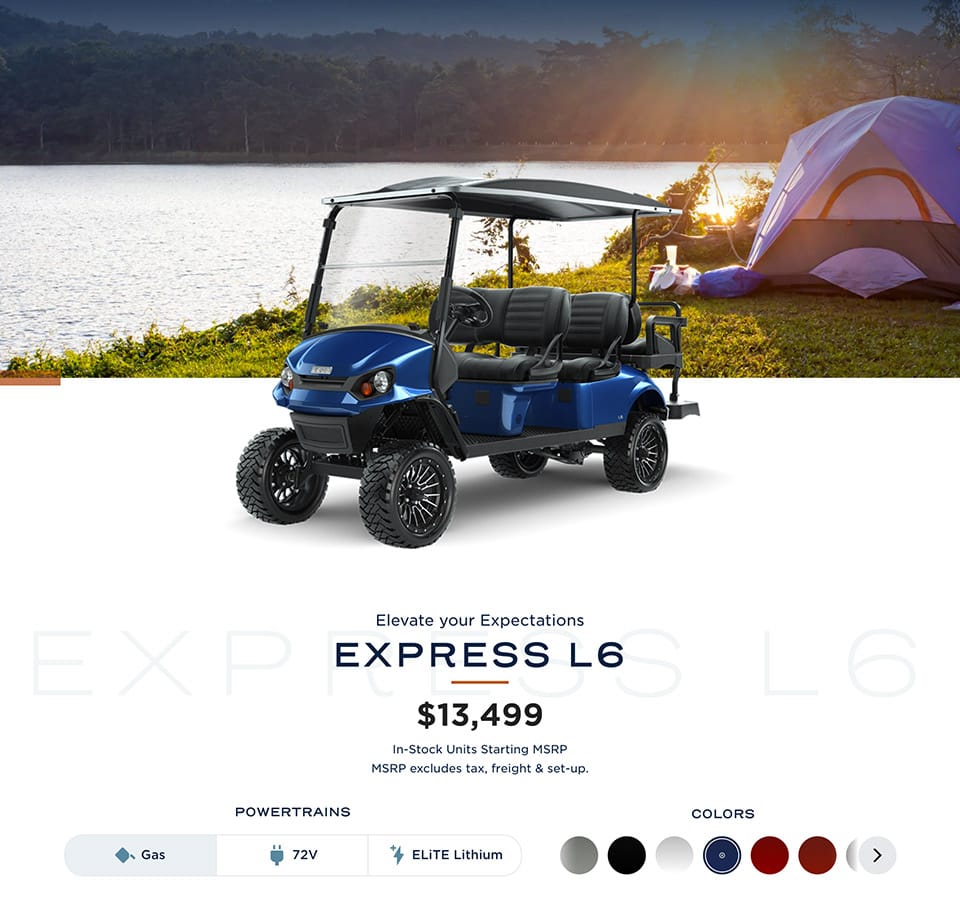 Elevate your Expectations
EXPRESS L6
EXPRESS L6
$13,499
In-Stock Units Starting MSRP
MSRP excludes tax, freight & set-up.
POWERTRAINS
COLORS
Gas
72V
ELiTE Lithium